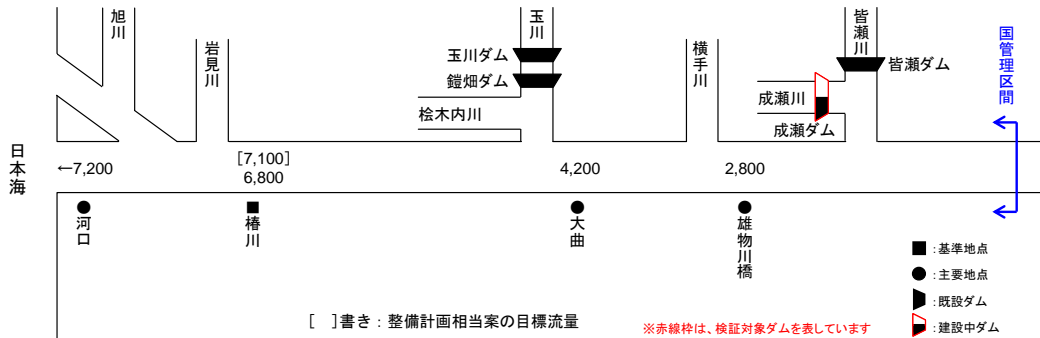 旭川
岩見川
玉川
玉川ダム
鎧畑ダム
桧木内川
横手川
皆瀬川
皆瀬ダム
成瀬川
成瀬ダム
国管理区間
日本海
←7,200
[7,100]
6,800
4,200
2,800
河口
椿川
大曲
雄物川橋
■ :基準地点
● :主要地点
:既設ダム
:建設中ダム
[ ]書き：整備計画相当案の目標流量
※赤線枠は、検証対象ダムを表しています